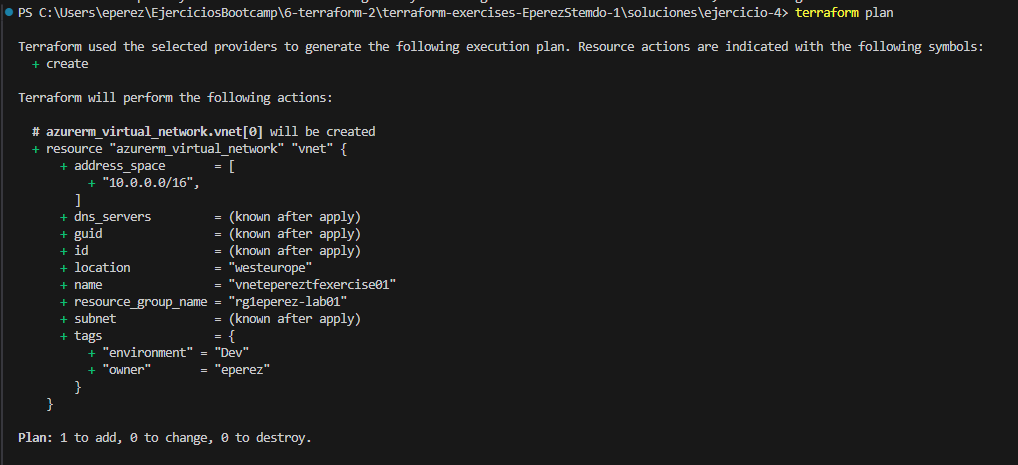 PS C:\Users\eperez\EjerciciosBootcamp\6-terraform-2\terraform-exercises-EperezStemdo-1\soluciones\ejercicio-4> terraform plan
Terraform used the selected providers to generate the following execution plan. Resource actions are indicated with the following symbols:
+ create
Terraform will perform the following actions:
# azurerm_virtual_network.vnet[0] will be created
+ resource "azurerm_virtual_network" "vnet" {
+ address_space       = [
+ "10.0.0.0/16",
]
+ dns_servers         = (known after apply)
+ guid                = (known after apply)
+ id                  = (known after apply)
+ location            = "westeurope"
+ name                = "vnetepereztfexercise01"
+ resource_group_name = "rg1eperez-lab01"
+ subnet              = (known after apply)
+ tags                = {
+ "environment" = "Dev"
+ "owner"       = "eperez"
}
}
Plan: 1 to add, 0 to change, 0 to destroy.